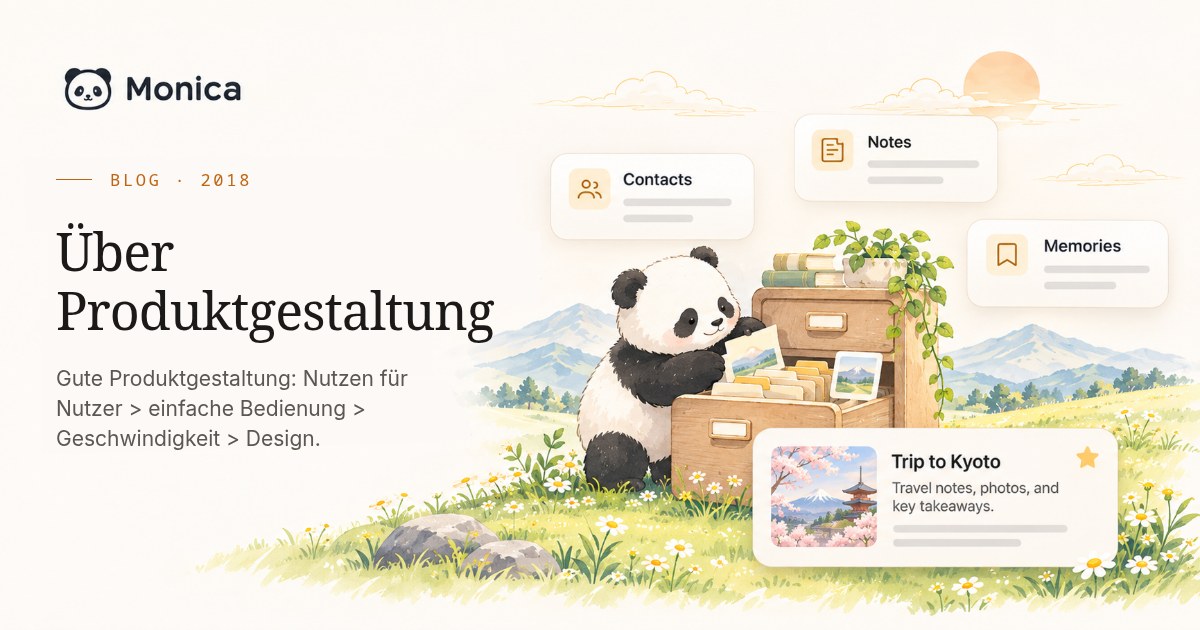 Monica
BLOG · 2018
Über
Produktgestaltung
Gute Produktgestaltung: Nutzen für
Nutzer > einfache Bedienung >
Geschwindigkeit > Design.
Contacts
Notes
Memories
Trip to Kyoto
Travel notes, photos, and
key takeaways.